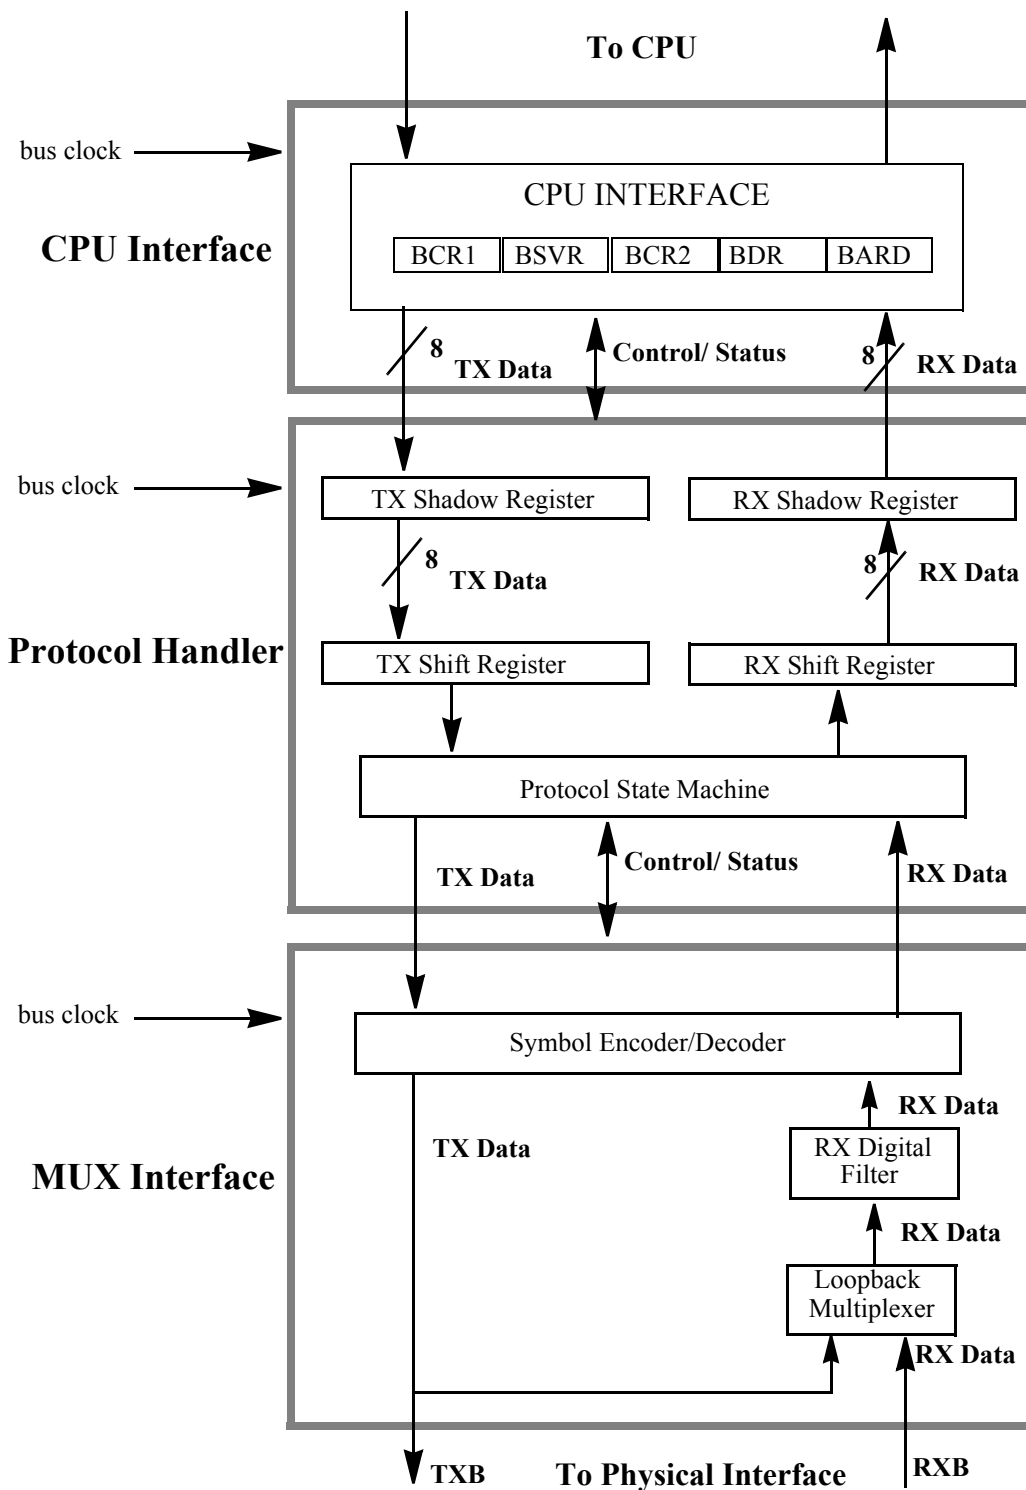 To CPU
bus clock
CPU INTERFACE
CPU Interface
BCR1 BSVR BCR2 BDR BARD
8 TX Data
Control/ Status
8 RX Data
bus clock
TX Shadow Register
RX Shadow Register
8 TX Data
8 RX Data
Protocol Handler
TX Shift Register
RX Shift Register
Protocol State Machine
TX Data
Control/ Status
RX Data
bus clock
Symbol Encoder/Decoder
RX Data
TX Data
RX Digital
Filter
MUX Interface
RX Data
Loopback
Multiplexer
RX Data
TXB
To Physical Interface
RXB